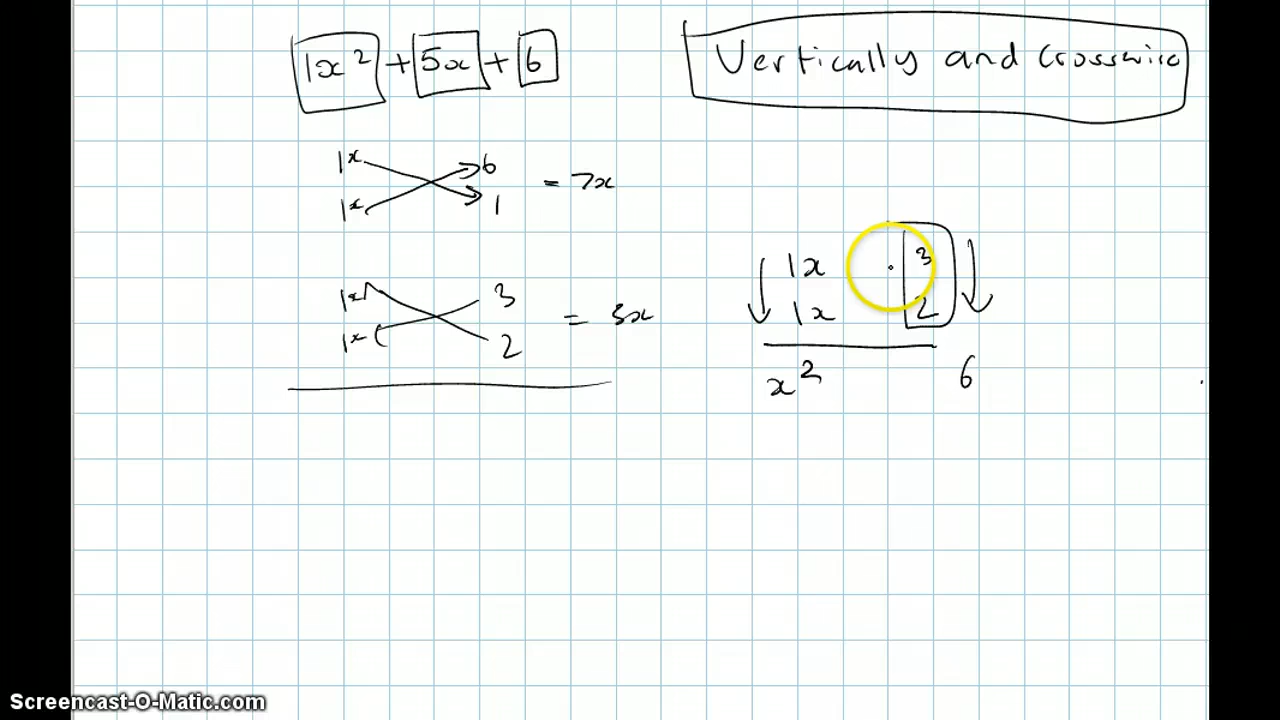 1x² + 5x + 6
Vertically and Crosswise
1x 6 = 7x
1x 1
1x 3 = 5x
1x 2
1x 3
1x 2
x² 6
Screencast-O-Matic.com